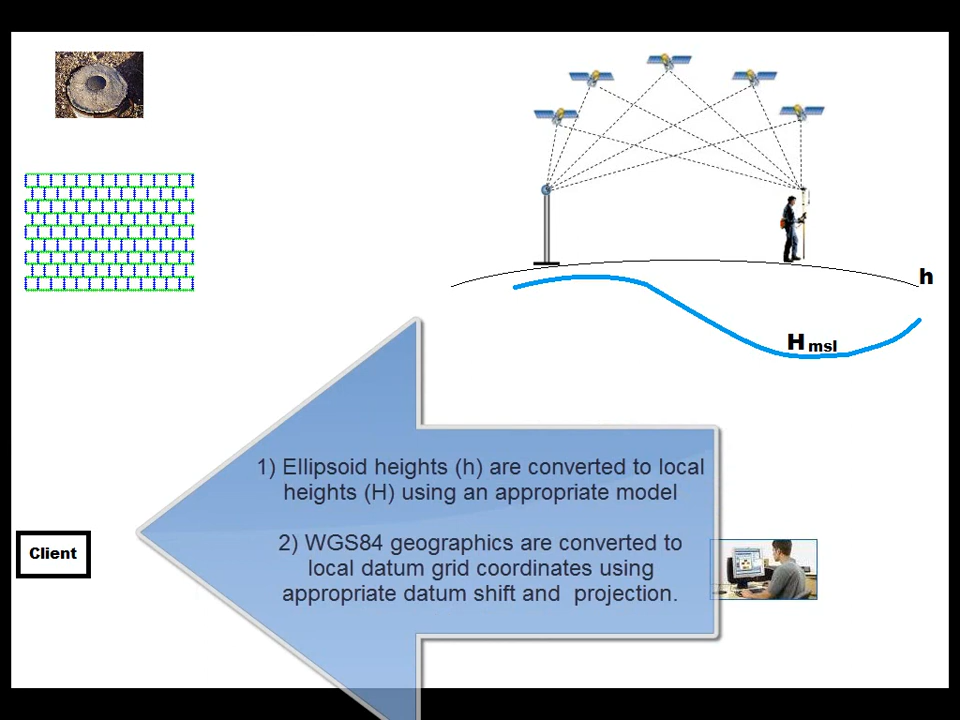 h
H msl
1) Ellipsoid heights (h) are converted to local
heights (H) using an appropriate model
2) WGS84 geographics are converted to
local datum grid coordinates using
appropriate datum shift and projection.
Client